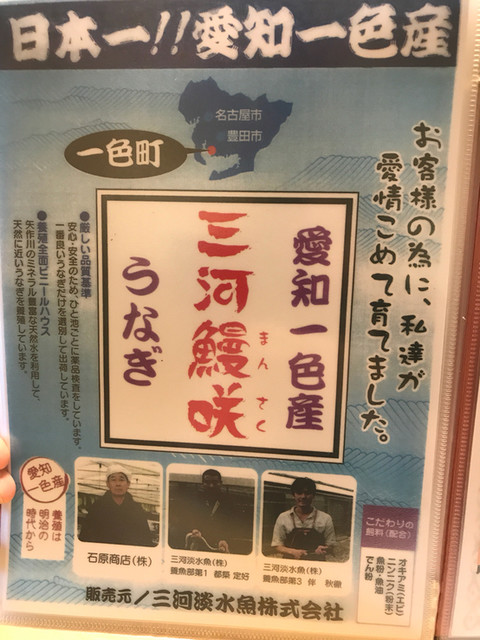 日本一!!愛知一色産
名古屋市
豊田市
一色町
お客様の為に、私達が
愛情こめて育てました。
愛知一色産
三河鰻咲
まんさく
うなぎ
●厳しい品質基準
安心・安全のため、ひと池ごとに薬品検査をしています。
一番良いうなぎだけを選別して出荷しています。
●養殖全面ビニールハウス
矢作川のミネラル豊富な天然水を利用して、
天然に近いうなぎを養殖しています。
愛知
一色産
養殖は
明治の
時代から
石原商店(株)
三河淡水魚(株)
養魚部第1 都築 定好
三河淡水魚(株)
養魚部第3 伴 秋徹
こだわりの
飼料(配合)
オキアミ(エビ)
ニンニク(粉末)
魚粉・魚油
でん粉
販売元/三河淡水魚株式会社